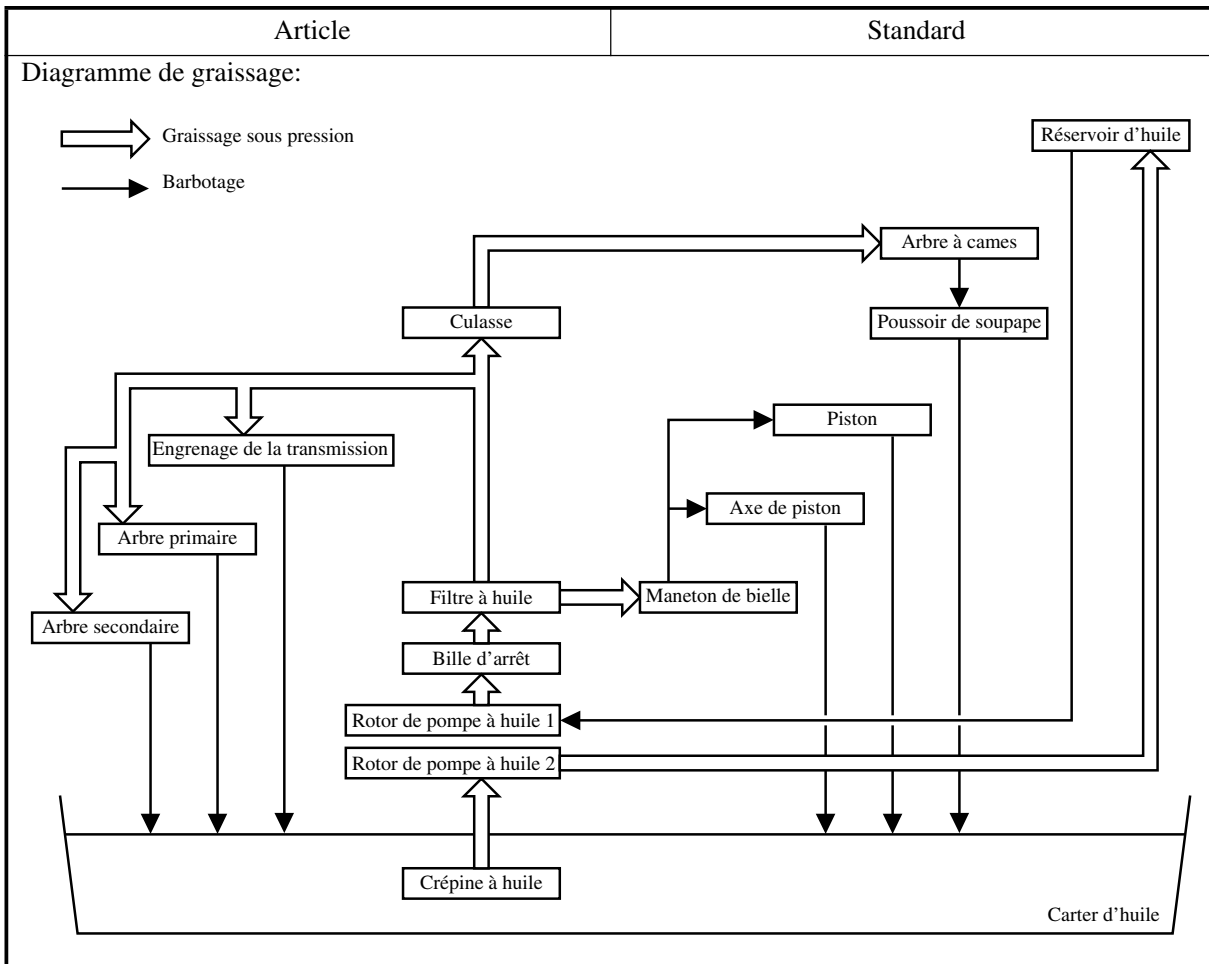 Article
Standard
Diagramme de graissage:
Graissage sous pression
Barbotage
Réservoir d'huile
Arbre à cames
Culasse
Poussoir de soupape
Piston
Engrenage de la transmission
Axe de piston
Arbre primaire
Filtre à huile
Maneton de bielle
Arbre secondaire
Bille d'arrêt
Rotor de pompe à huile 1
Rotor de pompe à huile 2
Crépine à huile
Carter d'huile